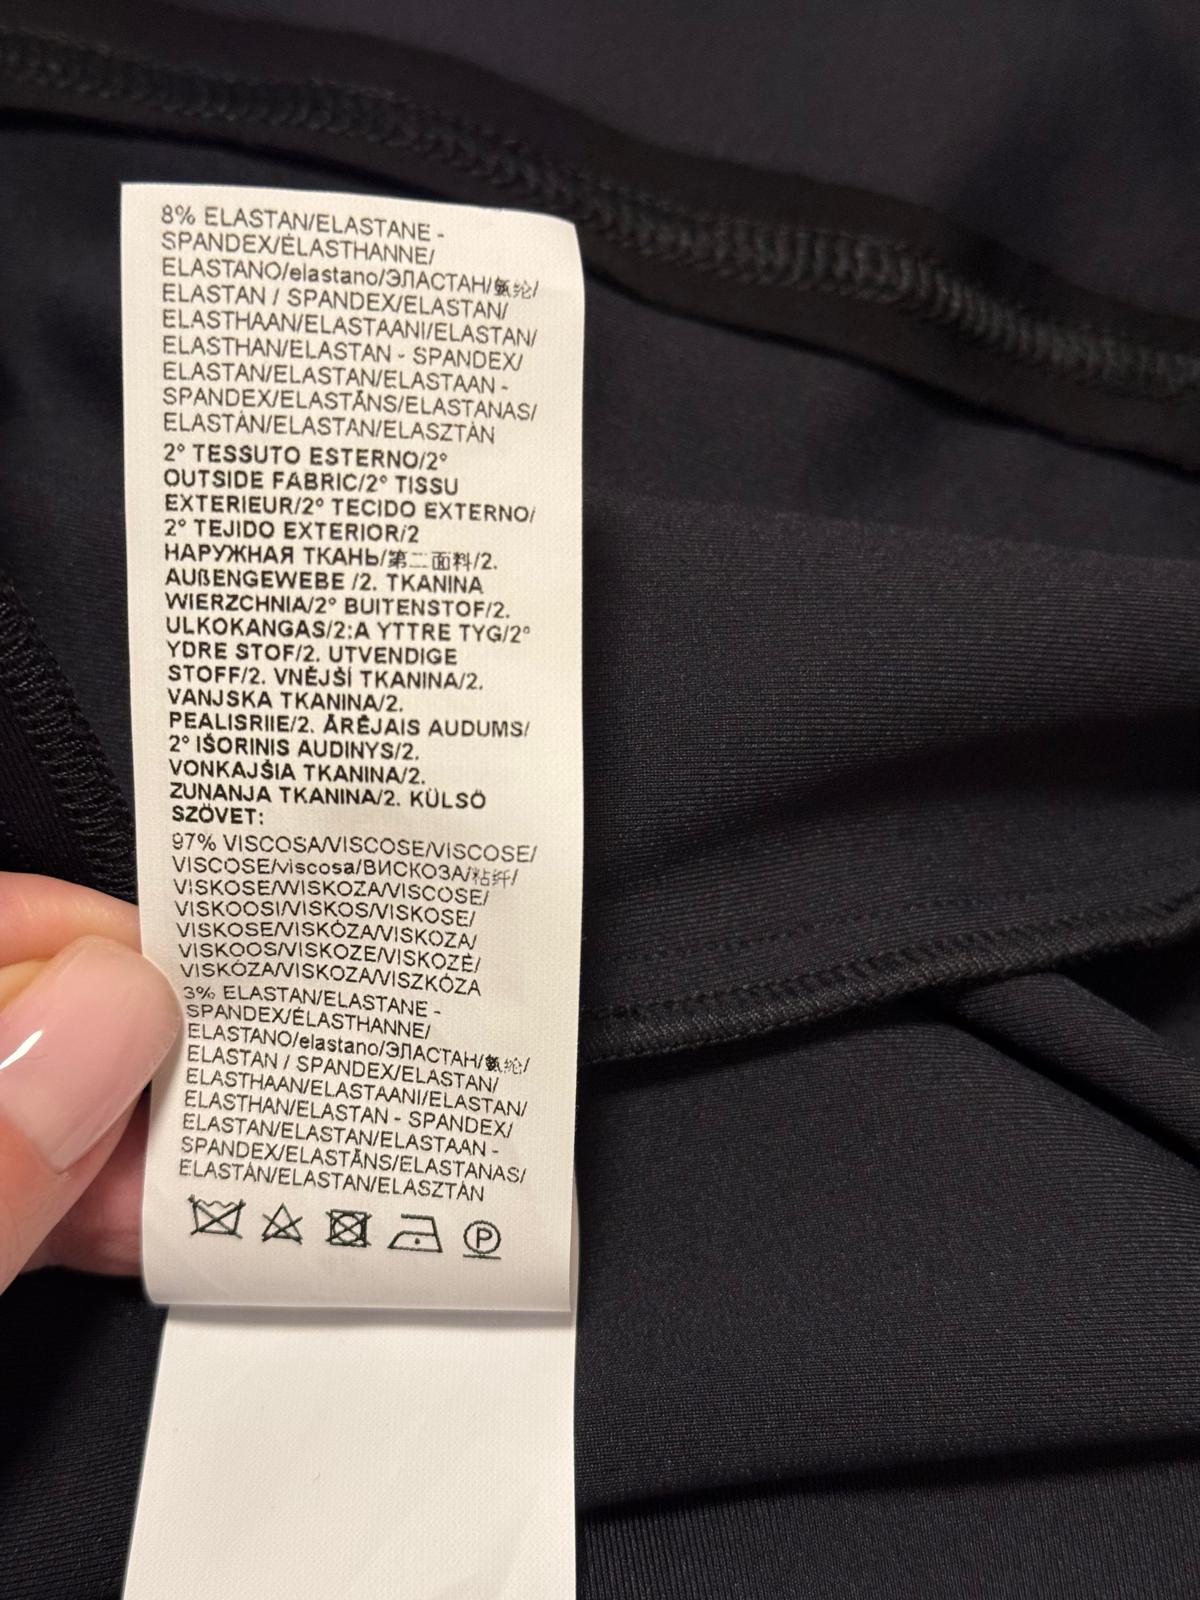 8% ELASTAN/ELASTANE -
SPANDEX/ÉLASTHANNE/
ELASTANO/elastano/ЭЛАСТАН/氨纶/
ELASTAN / SPANDEX/ELASTAN/
ELASTHAAN/ELASTAANI/ELASTAN/
ELASTHAN/ELASTAN - SPANDEX/
ELASTAN/ELASTAN/ELASTAAN -
SPANDEX/ELASTĀNS/ELASTANAS/
ELASTÁN/ELASTAN/ELASZTÁN
2° TESSUTO ESTERNO/2°
OUTSIDE FABRIC/2° TISSU
EXTERIEUR/2° TECIDO EXTERNO/
2° TEJIDO EXTERIOR/2
НАРУЖНАЯ ТКАНЬ/第二面料/2.
AUßENGEWEBE /2. TKANINA
WIERZCHNIA/2° BUITENSTOF/2.
ULKOKANGAS/2:A YTTRE TYG/2°
YDRE STOF/2. UTVENDIGE
STOFF/2. VNĚJŠÍ TKANINA/2.
VANJSKA TKANINA/2.
PEALISRIIE/2. ĀRĒJAIS AUDUMS/
2° IŠORINIS AUDINYS/2.
VONKAJŠIA TKANINA/2.
ZUNANJA TKANINA/2. KÜLSŐ
SZÖVET:
97% VISCOSA/VISCOSE/VISCOSE/
VISCOSE/viscosa/ВИСКОЗА/粘纤/
VISKOSE/WISKOZA/VISCOSE/
VISKOOSI/VISKOS/VISKOSE/
VISKOSE/VISKÓZA/VISKOZA/
VISKOOS/VISKOZE/VISKOZĖ/
VISKÓZA/VISKOZA/VISZKÓZA
3% ELASTAN/ELASTANE -
SPANDEX/ÉLASTHANNE/
ELASTANO/elastano/ЭЛАСТАН/氨纶/
ELASTAN / SPANDEX/ELASTAN/
ELASTHAAN/ELASTAANI/ELASTAN/
ELASTHAN/ELASTAN - SPANDEX/
ELASTAN/ELASTAN/ELASTAAN -
SPANDEX/ELASTĀNS/ELASTANAS/
ELASTÁN/ELASTAN/ELASZTÁN
P